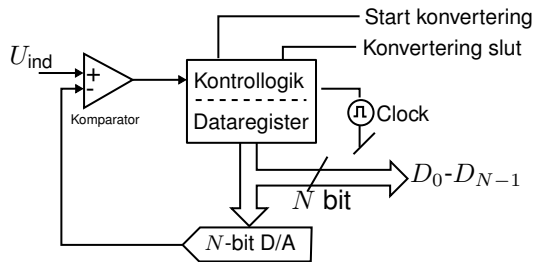 Start konvertering
Konvertering slut
U_ind
+
-
Komparator
Kontrollogik
Dataregister
Clock
D_0-D_{N-1}
N bit
N-bit D/A